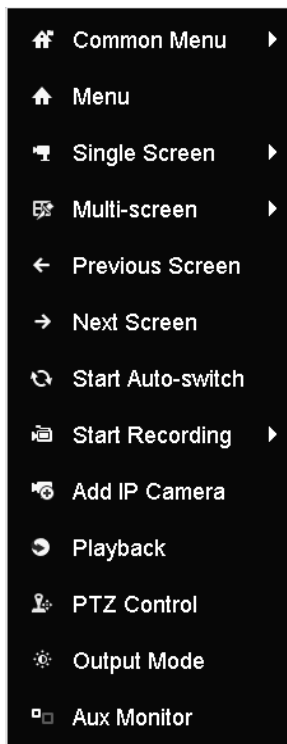 Common Menu
Menu
Single Screen
Multi-screen
Previous Screen
Next Screen
Start Auto-switch
Start Recording
Add IP Camera
Playback
PTZ Control
Output Mode
Aux Monitor